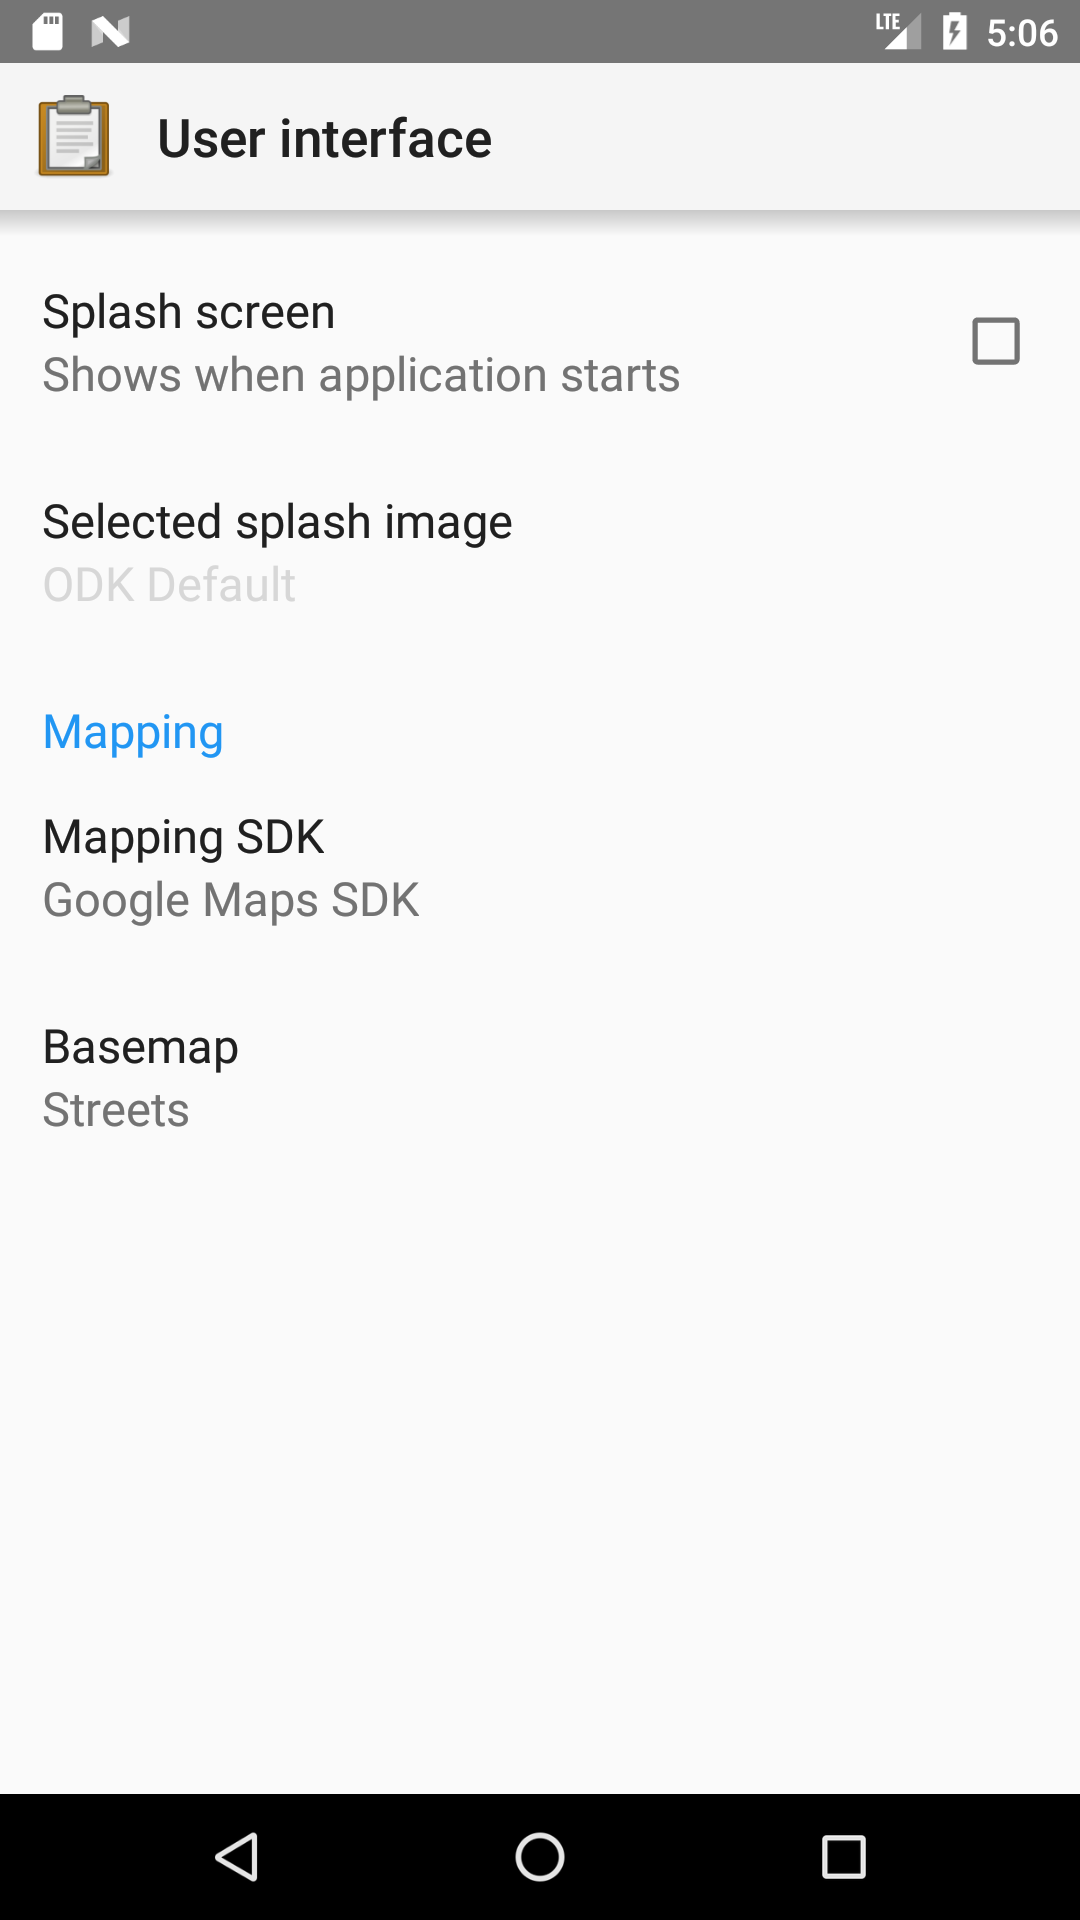 LTE 5:06
User interface
Splash screen
Shows when application starts
Selected splash image
ODK Default
Mapping
Mapping SDK
Google Maps SDK
Basemap
Streets